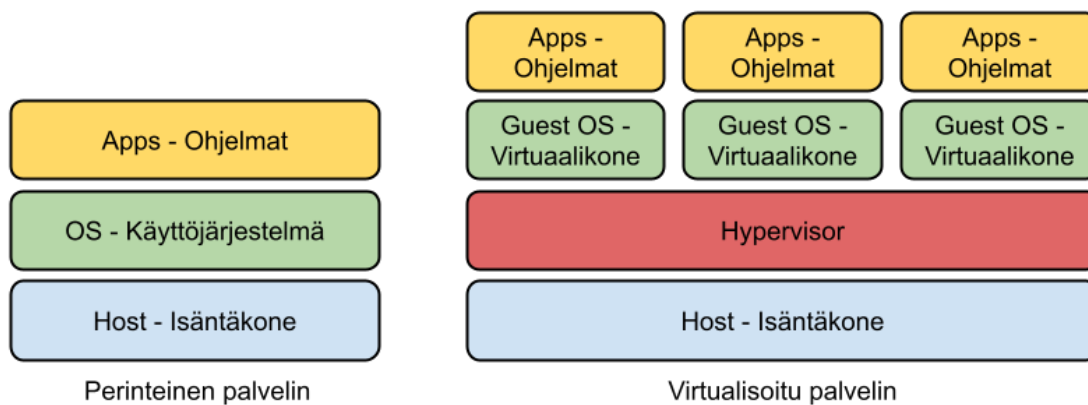 Apps - Ohjelmat
OS - Käyttöjärjestelmä
Host - Isäntäkone
Perinteinen palvelin
Apps -
Ohjelmat
Apps -
Ohjelmat
Apps -
Ohjelmat
Guest OS -
Virtuaalikone
Guest OS -
Virtuaalikone
Guest OS -
Virtuaalikone
Hypervisor
Host - Isäntäkone
Virtualisoitu palvelin